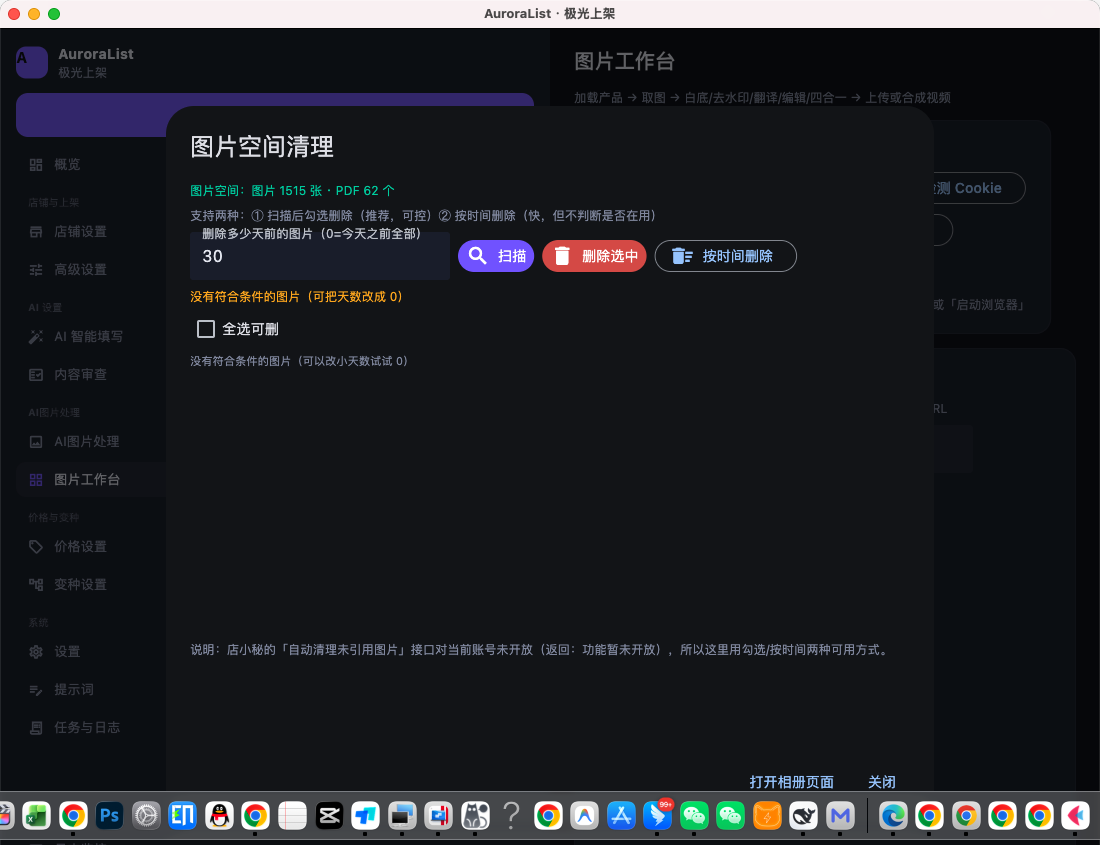 AuroraList · 极光上架
A
AuroraList
极光上架
概览
店铺与上架
店铺设置
高级设置
AI 设置
AI 智能填写
内容审查
AI图片处理
AI图片处理
图片工作台
价格与变种
价格设置
变种设置
系统
设置
提示词
任务与日志
图片工作台
加载产品 → 取图 → 白底/去水印/翻译/编辑/四合一 → 上传或合成视频
测 Cookie
或「启动浏览器」
RL
图片空间清理
图片空间：图片 1515 张 · PDF 62 个
支持两种：① 扫描后勾选删除（推荐，可控）② 按时间删除（快，但不判断是否在用）
删除多少天前的图片（0=今天之前全部）
30
扫描
删除选中
按时间删除
没有符合条件的图片（可把天数改成 0）
全选可删
没有符合条件的图片（可以改小天数试试 0）
说明：店小秘的「自动清理未引用图片」接口对当前账号未开放（返回：功能暂未开放），所以这里用勾选/按时间两种可用方式。
打开相册页面
关闭
Ps
99+